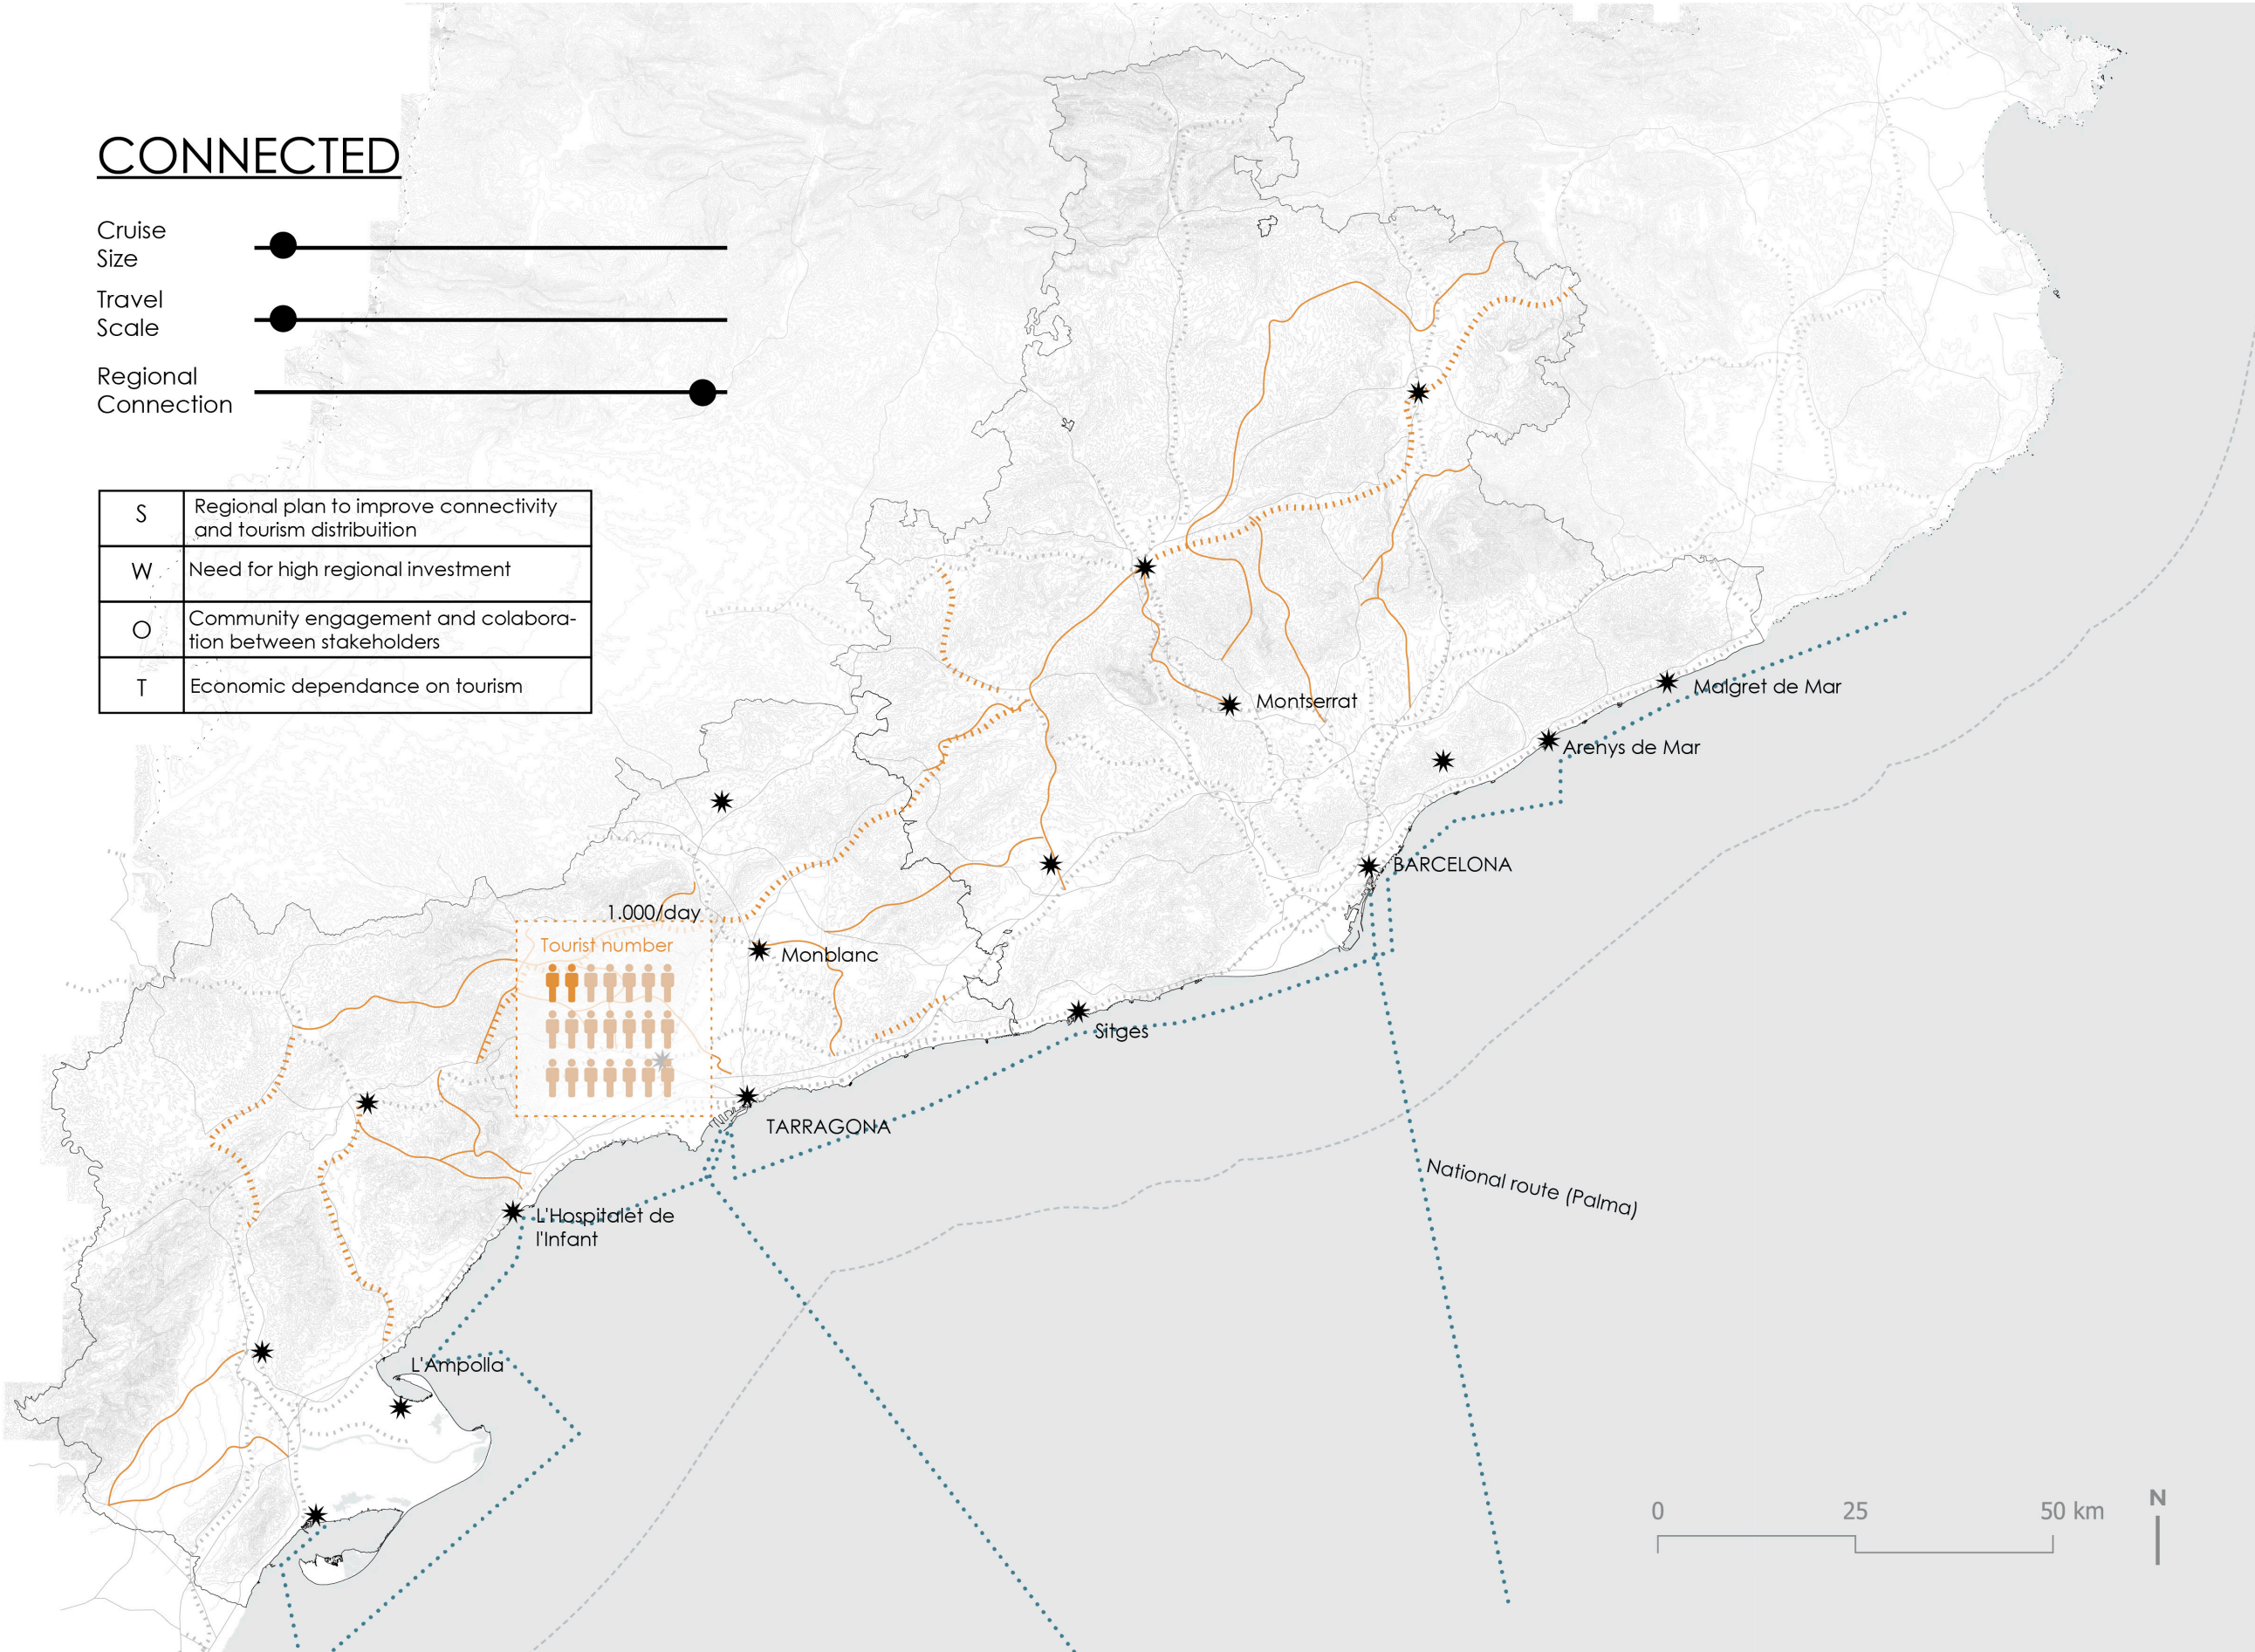 CONNECTED
Cruise
Size
Travel
Scale
Regional
Connection
S
Regional plan to improve connectivity
and tourism distribuition
W
Need for high regional investment
O
Community engagement and colabora-
tion between stakeholders
T
Economic dependance on tourism
Montserrat
Malgret de Mar
Arenys de Mar
BARCELONA
1.000/day
Tourist number
Monblanc
Sitges
TARRAGONA
National route (Palma)
L'Hospitalet de
l'Infant
L'Ampolla
0 25 50 km
N